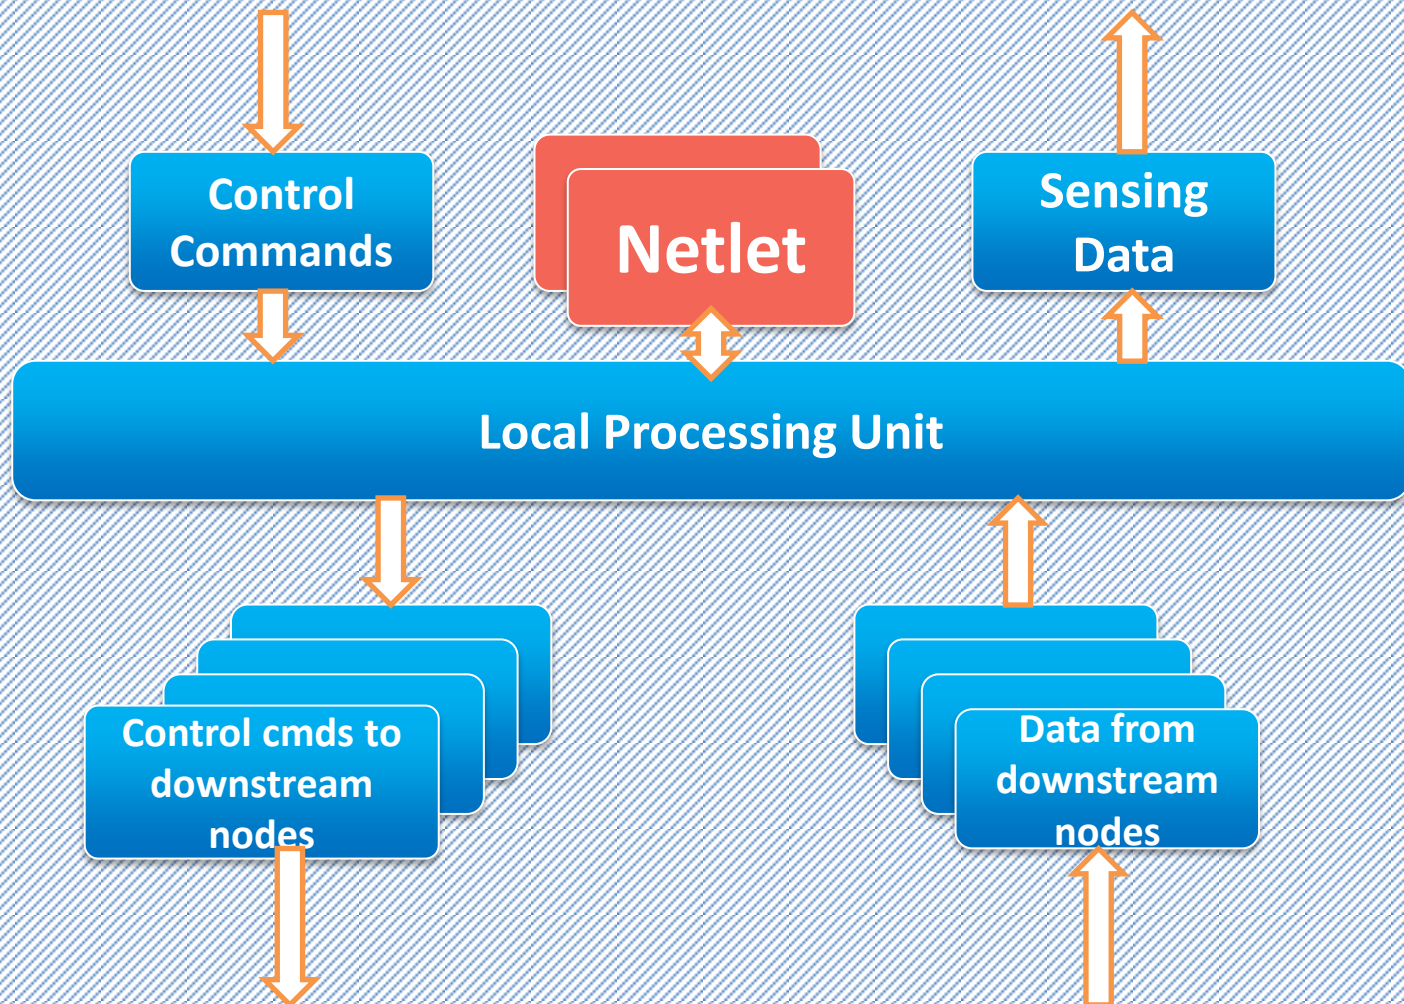 Control
Commands
Netlet
Sensing
Data
Local Processing Unit
Control cmds to
downstream
nodes
Data from
downstream
nodes